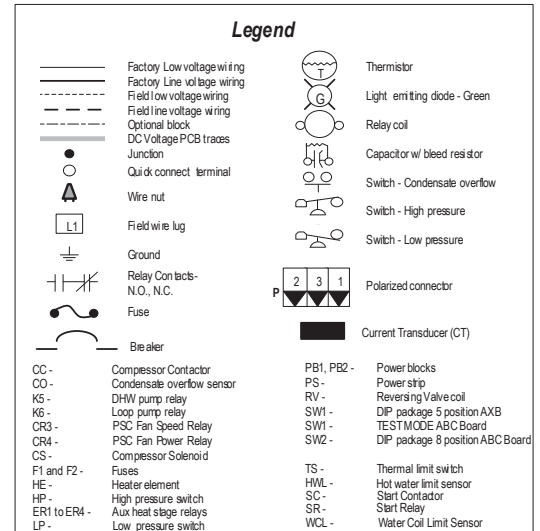 Legend
Factory Low voltage wiring
Factory Line voltage wiring
Field low voltage wiring
Field line voltage wiring
Optional block
DC Voltage PCB traces
Junction
Quick connect terminal
Wire nut
L1
Field wire lug
Ground
Relay Contacts-
N.O., N.C.
Fuse
Breaker
T
Thermistor
G
Light emitting diode - Green
Relay coil
Capacitor w/ bleed resistor
Switch - Condensate overflow
Switch - High pressure
Switch - Low pressure
P 2 3 1
Polarized connector
Current Transducer (CT)
CC - Compressor Contactor
CO - Condensate overflow sensor
K5 - DHW pump relay
K6 - Loop pump relay
CR3 - PSC Fan Speed Relay
CR4 - PSC Fan Power Relay
CS - Compressor Solenoid
F1 and F2 - Fuses
HE - Heater element
HP - High pressure switch
ER1 to ER4 - Aux heat stage relays
LP - Low pressure switch
PB1, PB2 - Power blocks
PS - Power strip
RV - Reversing Valve coil
SW1 - DIP package 5 position AXB
SW1 - TEST MODE ABC Board
SW2 - DIP package 8 position ABC Board
TS - Thermal limit switch
HWL - Hot water limit sensor
SC - Start Contactor
SR - Start Relay
WCL - Water Coil Limit Sensor